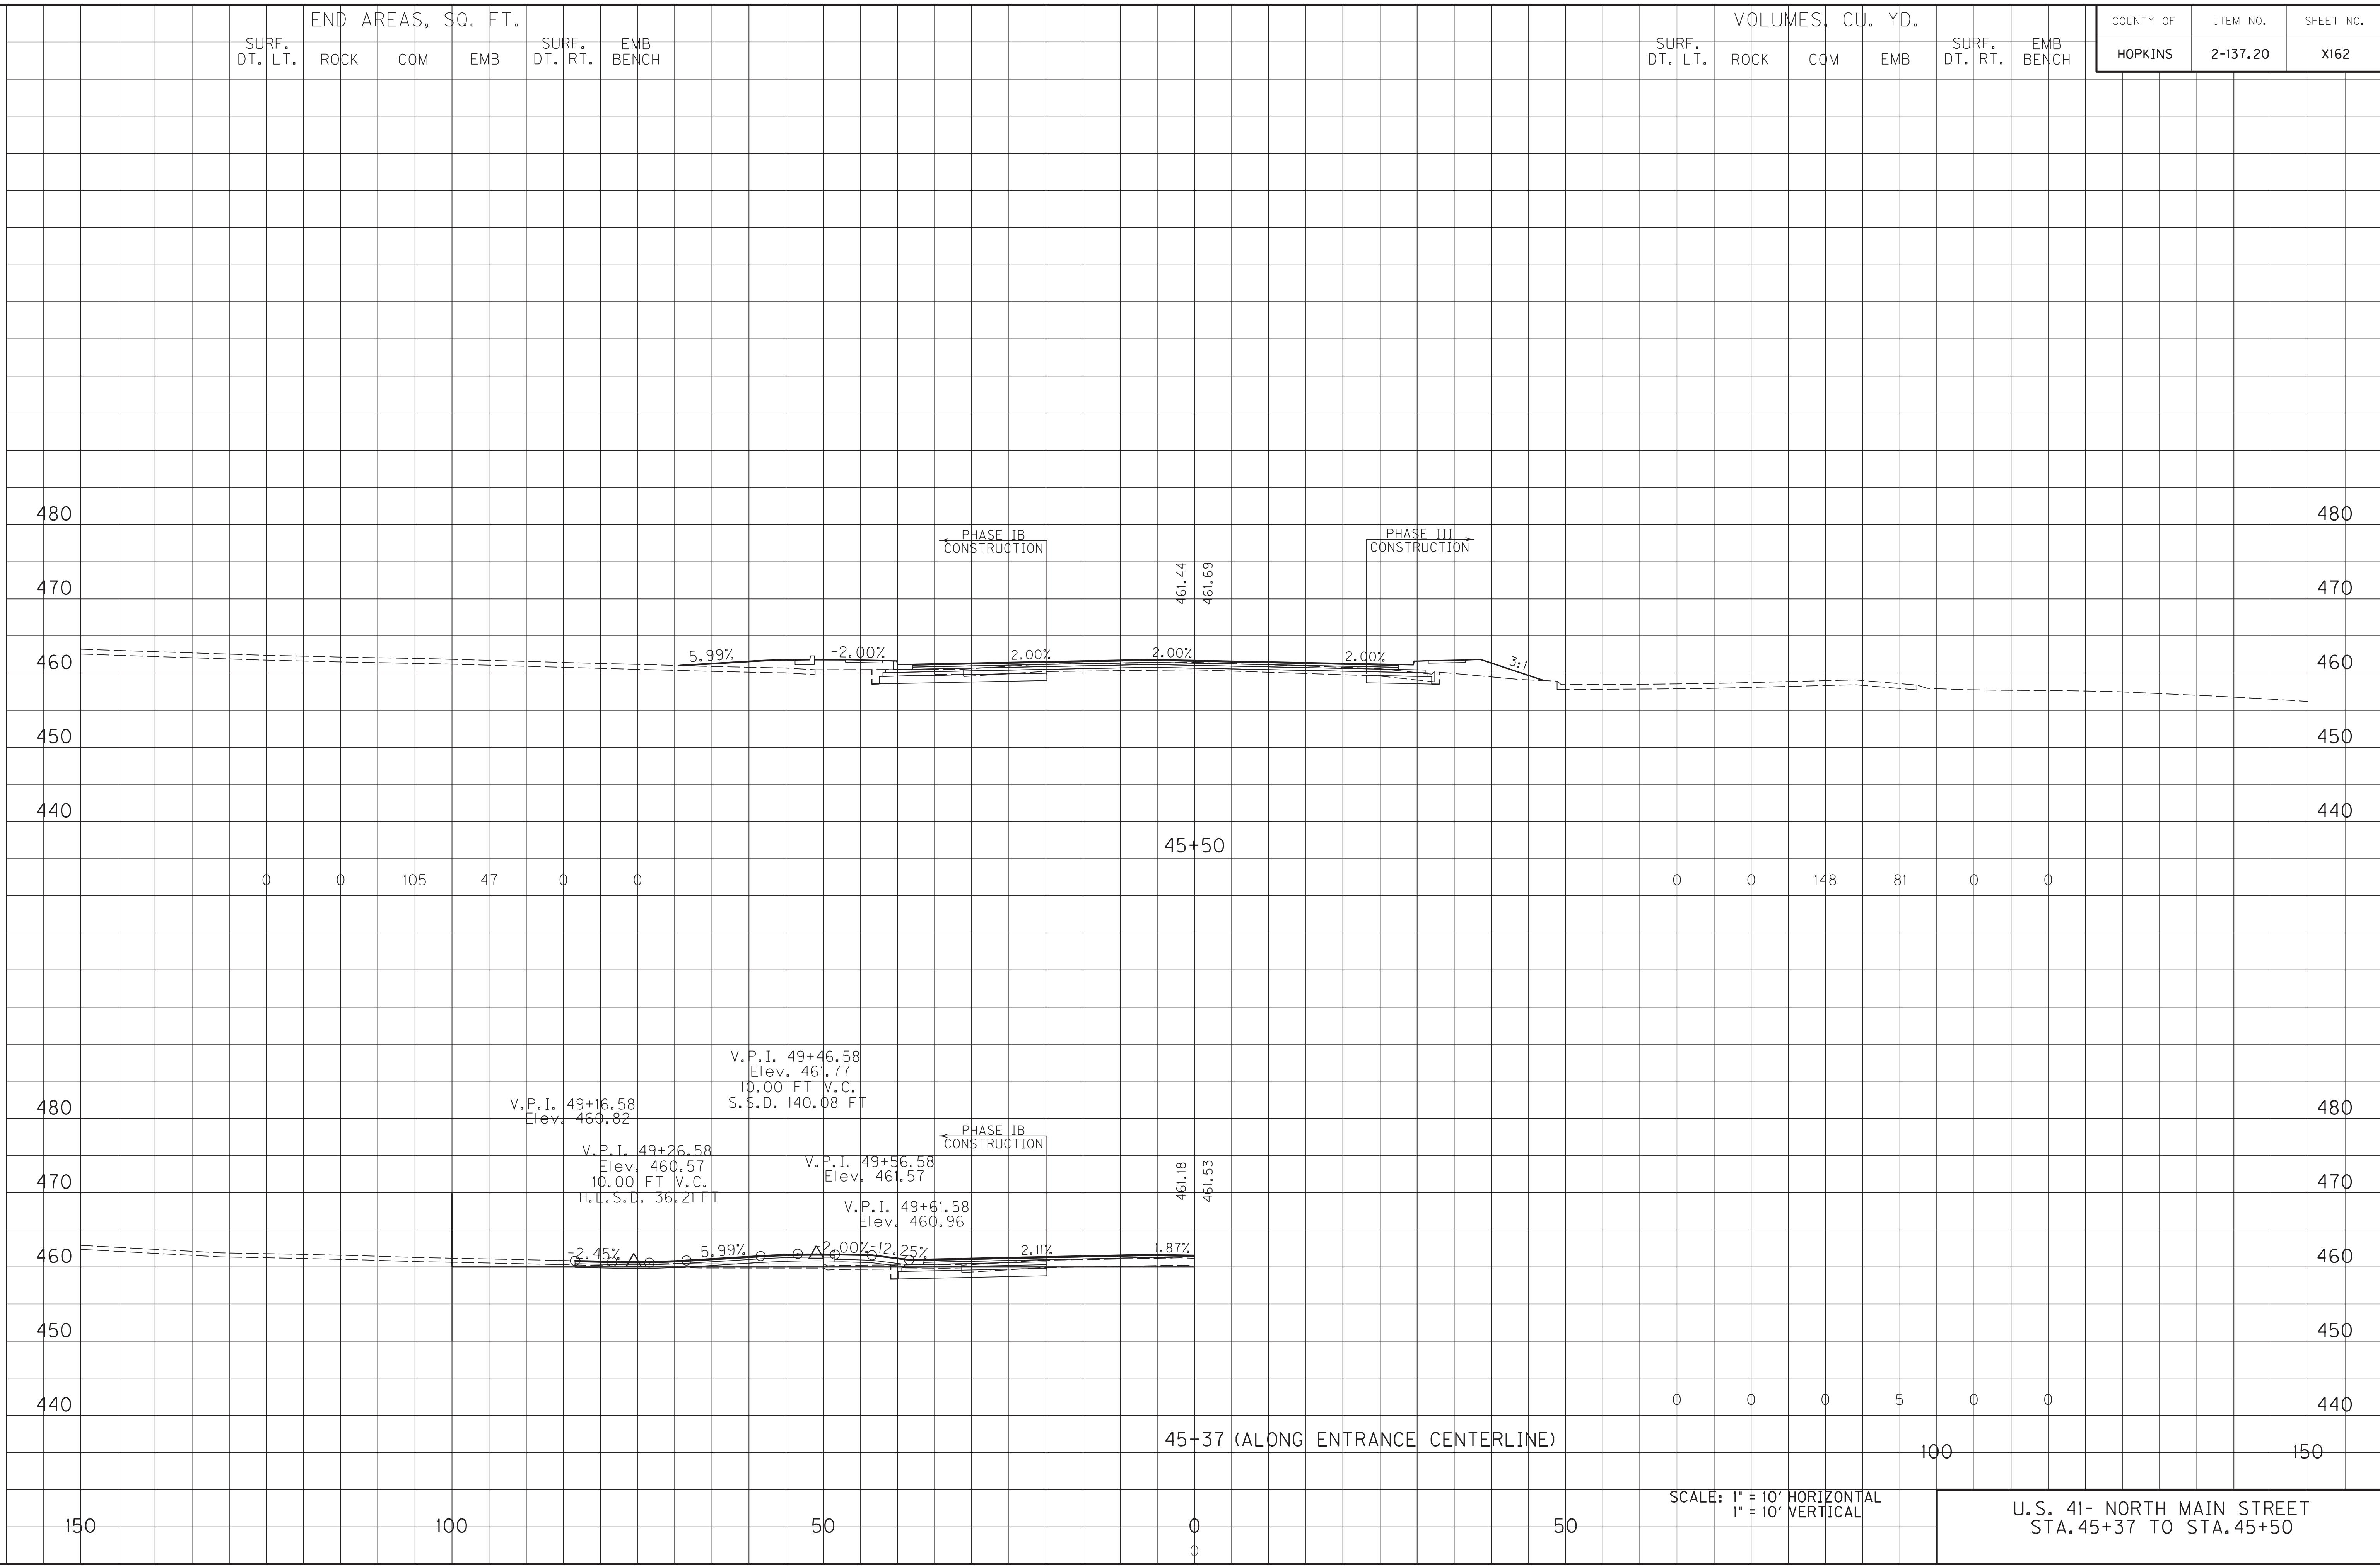 END AREAS, SQ. FT.
SURF. DT. LT. ROCK COM EMB SURF. DT. RT. EMB BENCH
VOLUMES, CU. YD.
SURF. DT. LT. ROCK COM EMB SURF. DT. RT. EMB BENCH
COUNTY OF ITEM NO. SHEET NO.
HOPKINS 2-137.20 X162
480 480
PHASE IB
CONSTRUCTION
PHASE III
CONSTRUCTION
461.44
461.69
470 470
460 460
5.99% -2.00% 2.00% 2.00% 2.00% 3:1
450 450
440 440
45+50
0 0 105 47 0 0
0 0 148 81 0 0
V.P.I. 49+46.58
Elev. 461.77
10.00 FT V.C.
S.S.D. 140.08 FT
480 480
V.P.I. 49+16.58
Elev. 460.82
PHASE IB
CONSTRUCTION
V.P.I. 49+26.58
Elev. 460.57
10.00 FT V.C.
H.L.S.D. 36.21 FT
V.P.I. 49+56.58
Elev. 461.57
461.18
461.53
470 470
V.P.I. 49+61.58
Elev. 460.96
460 460
-2.45% 5.99% -2.00% -12.25% 2.11% 1.87%
450 450
440 440
0 0 0 5 0 0
45+37 (ALONG ENTRANCE CENTERLINE)
100 150
SCALE: 1" = 10' HORIZONTAL
1" = 10' VERTICAL
U.S. 41- NORTH MAIN STREET
STA.45+37 TO STA.45+50
150 100 50 0 50
0